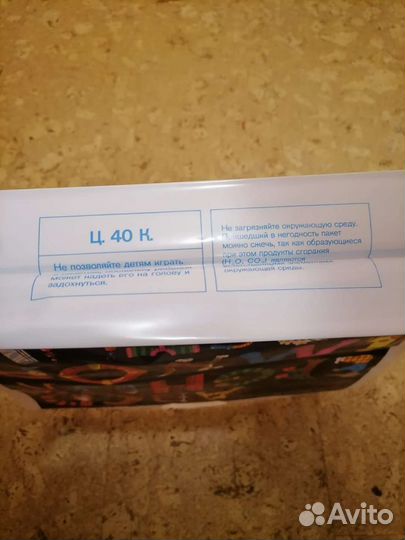 Ц. 40 К.
Не позволяйте детям играть
может надеть его на голову и
задохнуться.
Не загрязняйте окружающую среду.
Пришедший в негодность пакет
можно сжечь, так как образующиеся
при этом продукты сгорания
(H₂O, CO₂) являются
окружающей среды.
Avito